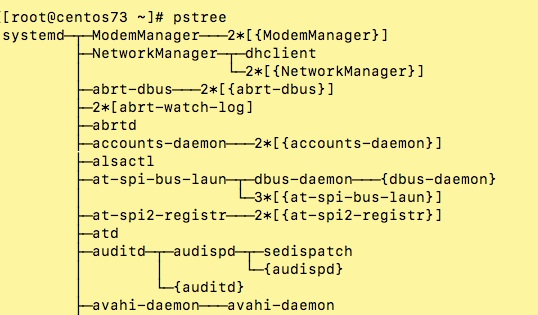 [[root@centos73 ~]# pstree
systemd─┬─ModemManager───2*[{ModemManager}]
        ├─NetworkManager─┬─dhclient
        │                └─2*[{NetworkManager}]
        ├─abrt-dbus───2*[{abrt-dbus}]
        ├─2*[abrt-watch-log]
        ├─abrtd
        ├─accounts-daemon───2*[{accounts-daemon}]
        ├─alsactl
        ├─at-spi-bus-laun─┬─dbus-daemon───{dbus-daemon}
        │                 └─3*[{at-spi-bus-laun}]
        ├─at-spi2-registr───2*[{at-spi2-registr}]
        ├─atd
        ├─auditd─┬─audispd─┬─sedispatch
        │        │         └─{audispd}
        │        └─{auditd}
        ├─avahi-daemon───avahi-daemon